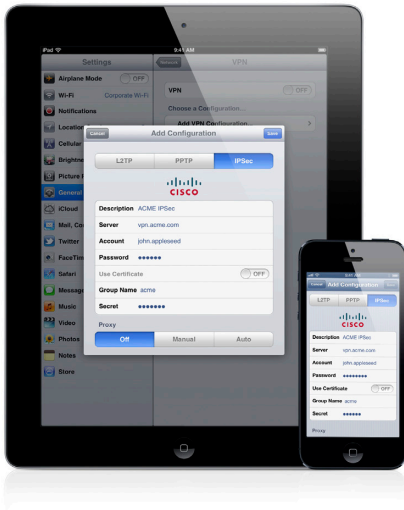 iPad 9:41 AM
Settings Network VPN
Airplane Mode OFF
Wi-Fi Corporate Wi-Fi
VPN OFF
Notifications
Choose a Configuration...
Location
Add VPN Configuration...
Cancel Add Configuration Save
Cellular
L2TP PPTP IPSec
Brightne
Picture
CISCO
General
iCloud
Description ACME IPSec
Mail, Co
Server vpn.acme.com
Twitter
Account john.appleseed
FaceTim
Password ••••••
Safari
Use Certificate OFF
Message
Group Name acme
Music
Secret •••••••
Video
Proxy
Photos
Off Manual Auto
Notes
Store
9:41 AM
Cancel Add Configuration Save
L2TP PPTP IPSec
CISCO
Description ACME IPSec
Server vpn.acme.com
Account john.appleseed
Password ••••••••
Use Certificate OFF
Group Name acme
Secret ••••••
Proxy